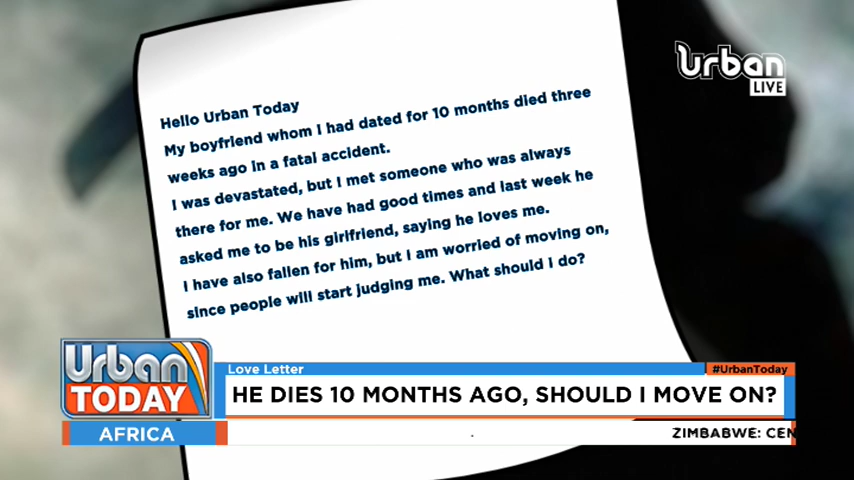 Urban
LIVE
Hello Urban Today
My boyfriend whom I had dated for 10 months died three
weeks ago in a fatal accident.
I was devastated, but I met someone who was always
there for me. We have had good times and last week he
asked me to be his girlfriend, saying he loves me.
I have also fallen for him, but I am worried of moving on,
since people will start judging me. What should I do?
Urban
TODAY
AFRICA
Love Letter
#UrbanToday
HE DIES 10 MONTHS AGO, SHOULD I MOVE ON?
ZIMBABWE: CEN